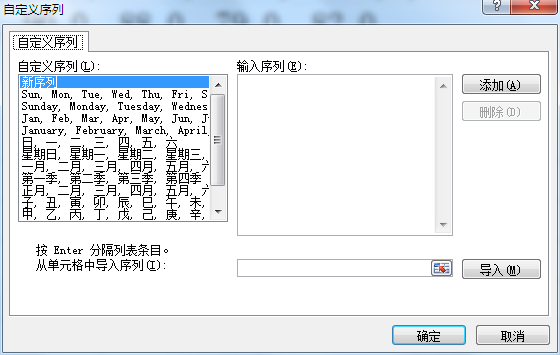 自定义序列
自定义序列
自定义序列(L):
新序列
Sun, Mon, Tue, Wed, Thu, Fri, S
Sunday, Monday, Tuesday, Wednes
Jan, Feb, Mar, Apr, May, Jun, J
January, February, March, April,
日, 一, 二, 三, 四, 五, 六
星期日, 星期一, 星期二, 星期三,
一月, 二月, 三月, 四月, 五月, 六
第一季, 第二季, 第三季, 第四季
正月, 二月, 三月, 四月, 五月, 六
子, 丑, 寅, 卯, 辰, 巳, 午, 未,
甲, 乙, 丙, 丁, 戊, 己, 庚, 辛,
输入序列(E):
添加(A)
删除(D)
按 Enter 分隔列表条目。
从单元格中导入序列(I):
导入(M)
确定
取消